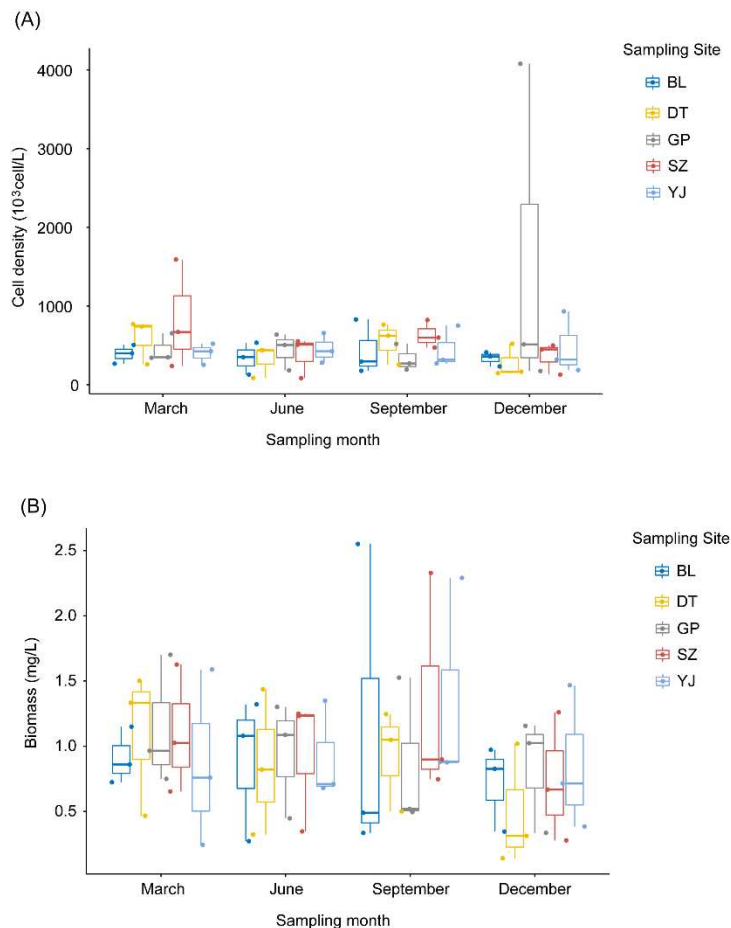 (A)
Sampling Site
BL
DT
GP
SZ
YJ
Cell density (10³cell/L)
4000
3000
2000
1000
0
March June September December
Sampling month
(B)
Sampling Site
BL
DT
GP
SZ
YJ
Biomass (mg/L)
2.5
2.0
1.5
1.0
0.5
March June September December
Sampling month